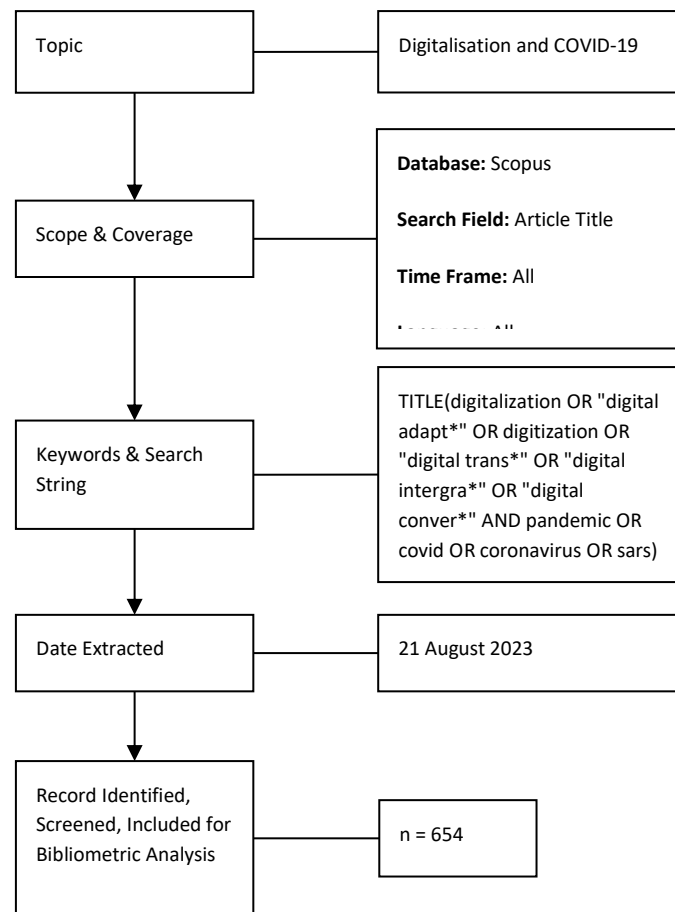 Topic
Digitalisation and COVID-19
Scope & Coverage
Database: Scopus
Search Field: Article Title
Time Frame: All
Keywords & Search
String
TITLE(digitalization OR "digital
adapt*" OR digitization OR
"digital trans*" OR "digital
intergra*" OR "digital
conver*" AND pandemic OR
covid OR coronavirus OR sars)
Date Extracted
21 August 2023
Record Identified,
Screened, Included for
Bibliometric Analysis
n = 654